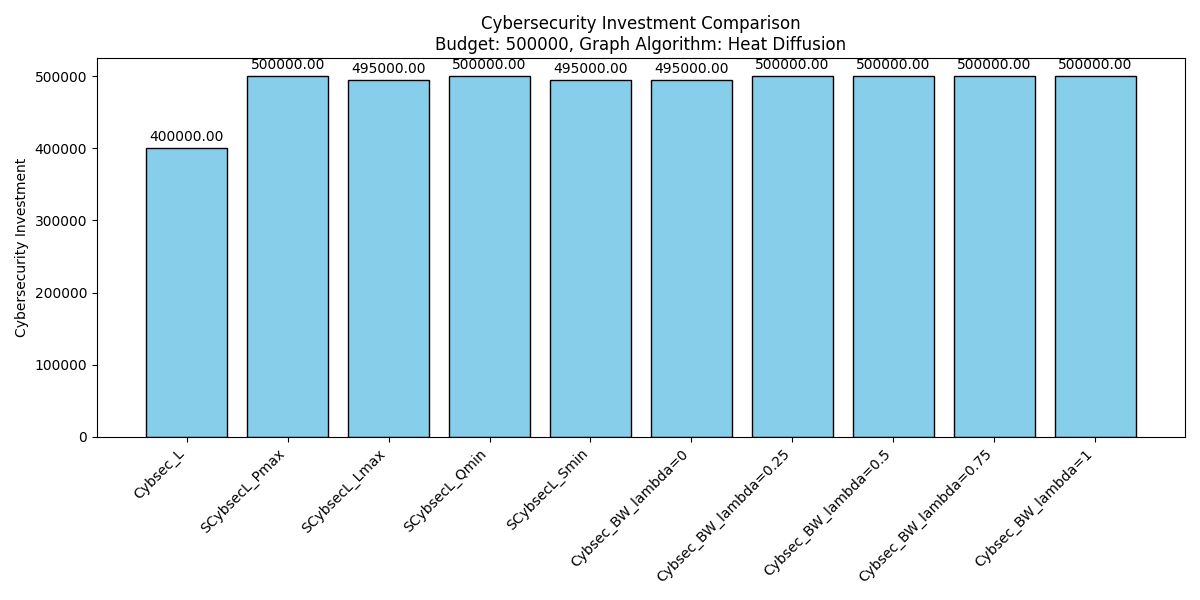 Cybersecurity Investment Comparison
Budget: 500000, Graph Algorithm: Heat Diffusion
Cybersecurity Investment
500000
400000
300000
200000
100000
0
400000.00
500000.00
495000.00
500000.00
495000.00
495000.00
500000.00
500000.00
500000.00
500000.00
Cybsec_L
SCybsecL_Pmax
SCybsecL_Lmax
SCybsecL_Qmin
SCybsecL_Smin
Cybsec_BW_lambda=0
Cybsec_BW_lambda=0.25
Cybsec_BW_lambda=0.5
Cybsec_BW_lambda=0.75
Cybsec_BW_lambda=1